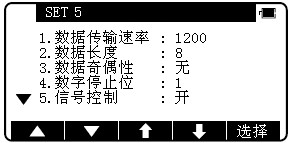 SET 5
1.数据传输速率 : 1200
2.数据长度 : 8
3.数据奇偶性 : 无
4.数字停止位 : 1
5.信号控制 : 开
选择